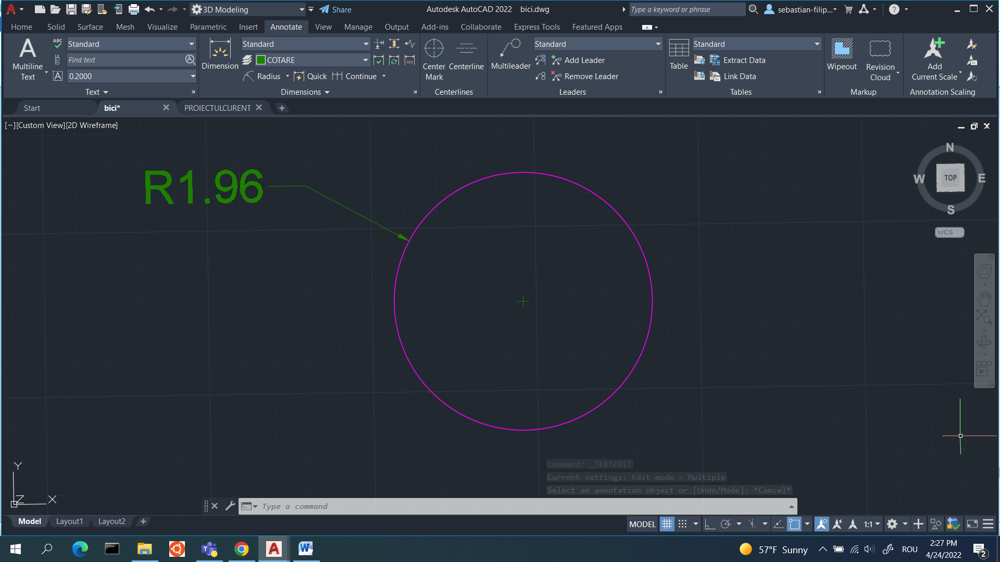 3D Modeling Share Autodesk AutoCAD 2022 bici.dwg Type a keyword or phrase sebastian-filip...
Home Solid Surface Mesh Visualize Parametric Insert Annotate View Manage Output Add-ins Collaborate Express Tools Featured Apps
A Multiline Text
ABC Standard
Find text
0.2000
Text
Dimension
Standard
COTARE
Radius Quick Continue
Dimensions
Center Mark
Centerline
Centerlines
Multileader
Standard
Add Leader
Remove Leader
Leaders
Table
Standard
Extract Data
Link Data
Tables
Wipeout
Revision Cloud
Markup
Add Current Scale
Annotation Scaling
Start bici* PROIECTULCURENT
[−][Custom View][2D Wireframe]
N
W TOP E
S
WCS
R1.96
Y
Z X
Command: _TEXTEDIT
Current settings: Edit mode = Multiple
Select an annotation object or [Undo/Mode]: *Cancel*
Type a command
Model Layout1 Layout2
MODEL 1:1
57°F Sunny ROU 2:27 PM
4/24/2022
2